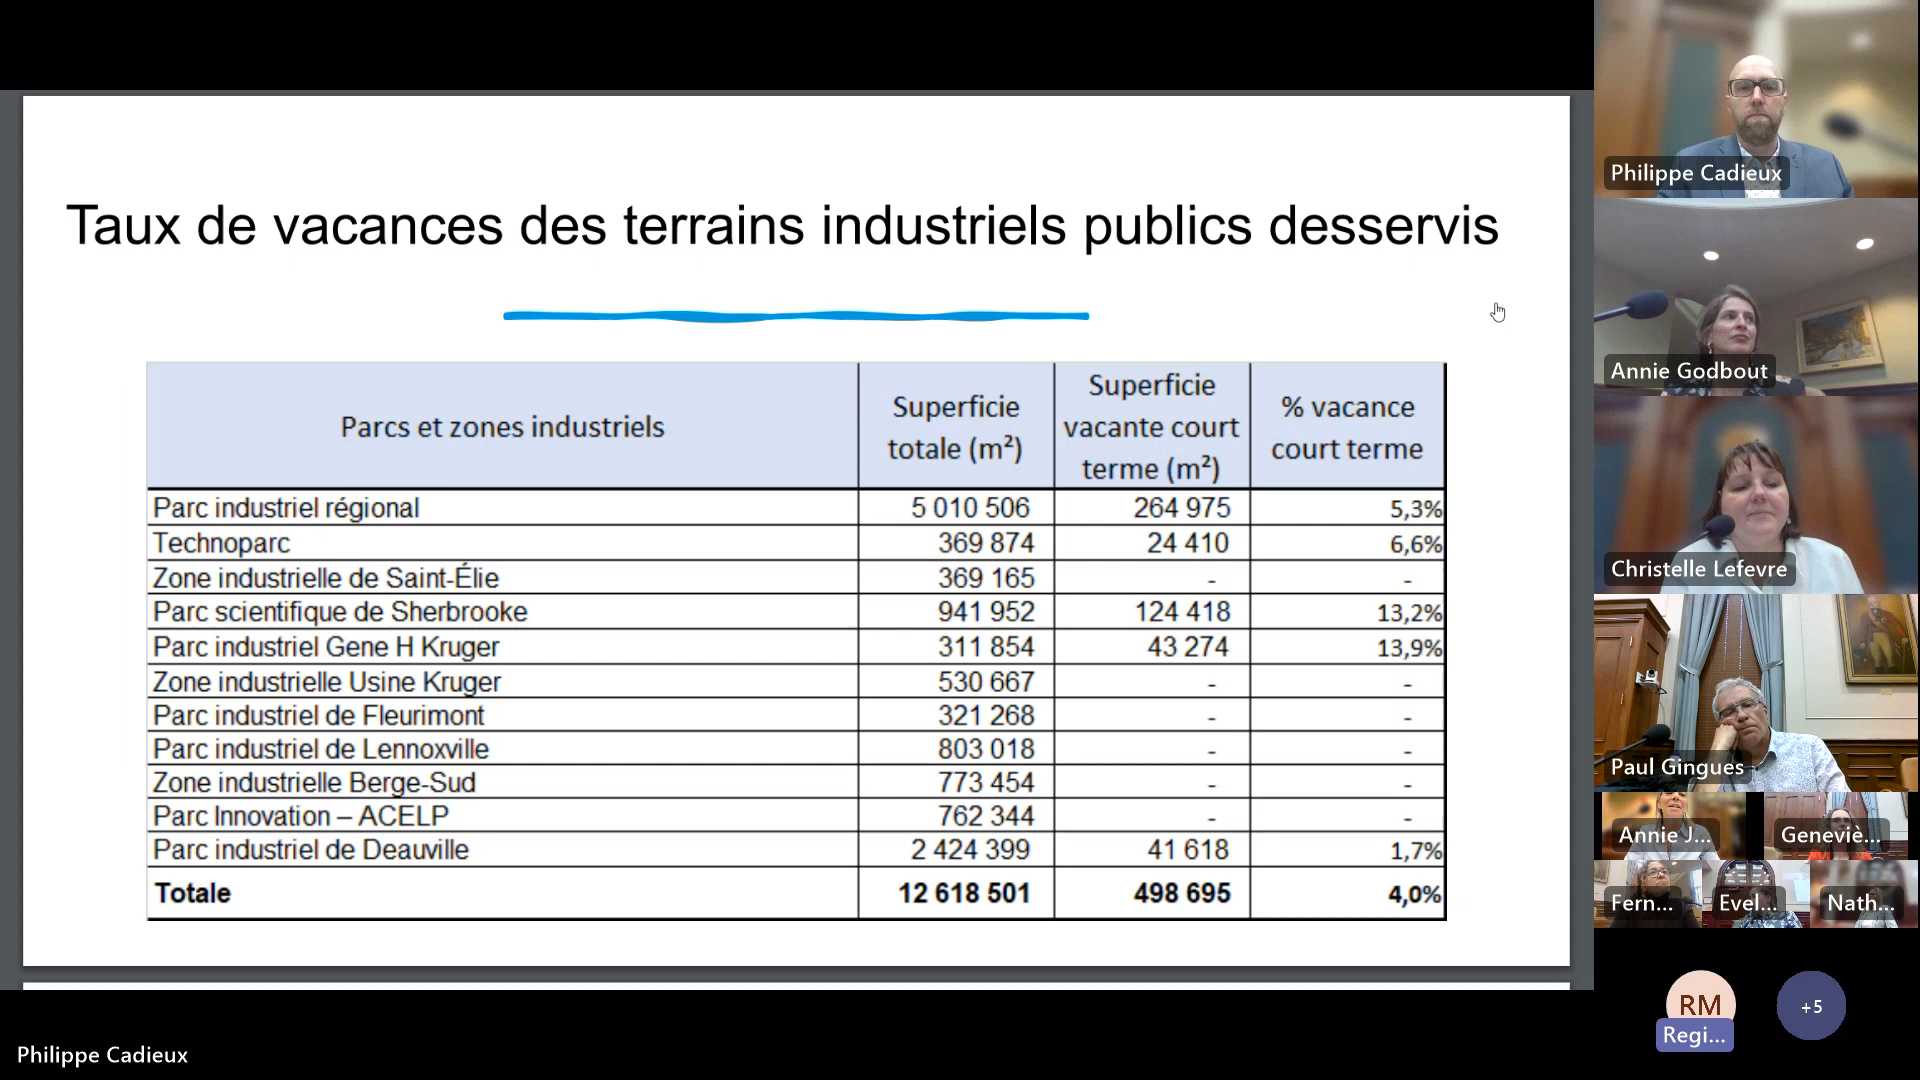 Taux de vacances des terrains industriels publics desservis
Parcs et zones industriels
Superficie totale (m²)
Superficie vacante court terme (m²)
% vacance court terme
Parc industriel régional 5 010 506 264 975 5,3%
Technoparc 369 874 24 410 6,6%
Zone industrielle de Saint-Élie 369 165 - -
Parc scientifique de Sherbrooke 941 952 124 418 13,2%
Parc industriel Gene H Kruger 311 854 43 274 13,9%
Zone industrielle Usine Kruger 530 667 - -
Parc industriel de Fleurimont 321 268 - -
Parc industriel de Lennoxville 803 018 - -
Zone industrielle Berge-Sud 773 454 - -
Parc Innovation – ACELP 762 344 - -
Parc industriel de Deauville 2 424 399 41 618 1,7%
Totale 12 618 501 498 695 4,0%
Philippe Cadieux
Annie Godbout
Christelle Lefevre
Paul Gingues
Annie J...
Geneviè...
Fern...
Evel...
Nath...
RM
+5
Regi...
Philippe Cadieux